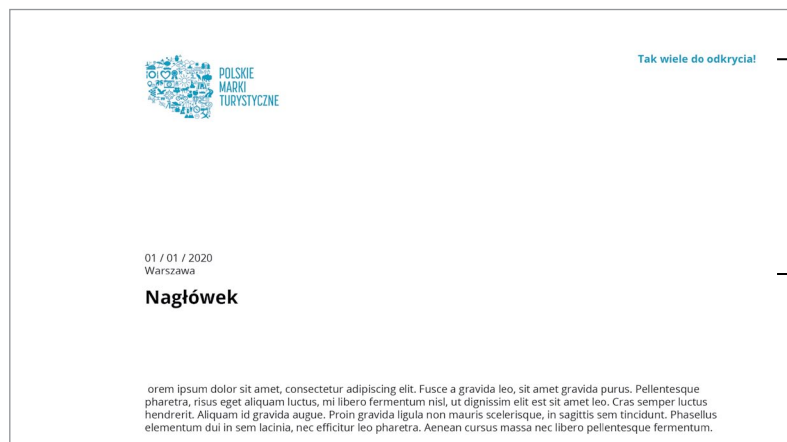 POLSKIE
MARKI
TURYSTYCZNE
Tak wiele do odkrycia!
01 / 01 / 2020
Warszawa
Nagłówek
orem ipsum dolor sit amet, consectetur adipiscing elit. Fusce a gravida leo, sit amet gravida purus. Pellentesque
pharetra, risus eget aliquam luctus, mi libero fermentum nisl, ut dignissim elit est sit amet leo. Cras semper luctus
hendrerit. Aliquam id gravida augue. Proin gravida ligula non mauris scelerisque, in sagittis sem tincidunt. Phasellus
elementum dui in sem lacinia, nec efficitur leo pharetra. Aenean cursus massa nec libero pellentesque fermentum.